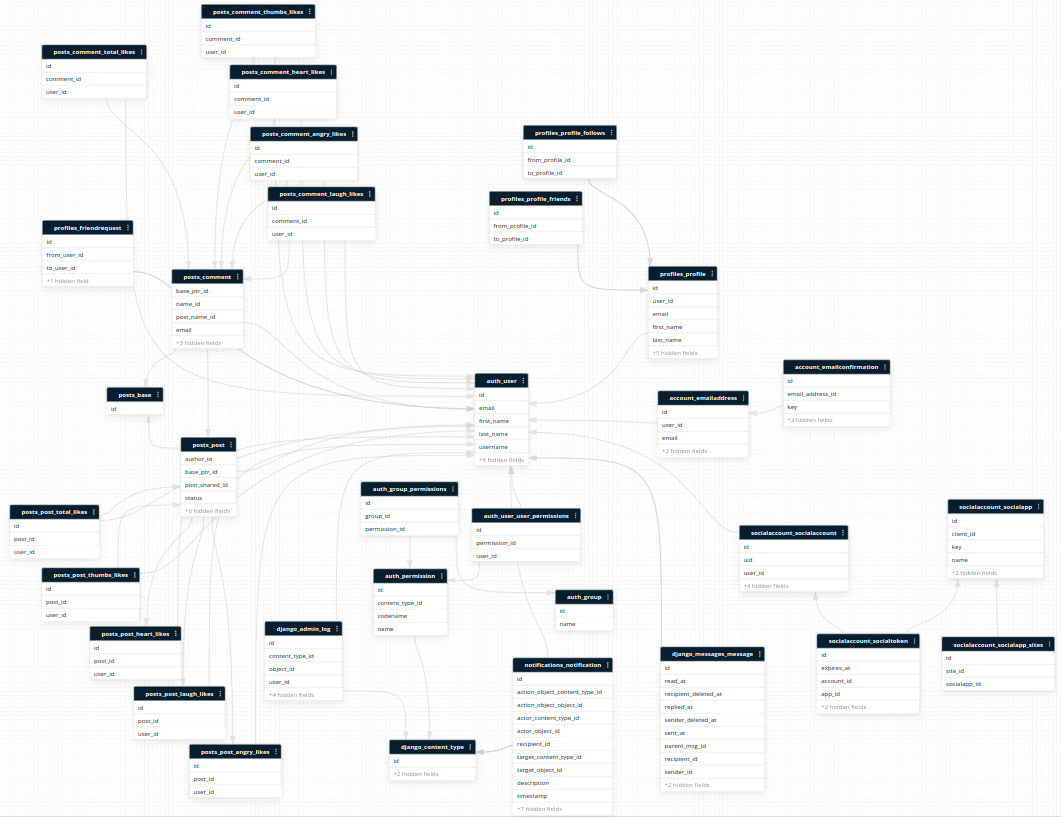 posts_comment_thumbs_likes
id
comment_id
user_id
posts_comment_total_likes
id
comment_id
user_id
posts_comment_heart_likes
id
comment_id
user_id
posts_comment_angry_likes
id
comment_id
user_id
posts_comment_laugh_likes
id
comment_id
user_id
profiles_profile_follows
id
from_profile_id
to_profile_id
profiles_profile_friends
id
from_profile_id
to_profile_id
profiles_friendrequest
id
from_user_id
to_user_id
+1 hidden field
posts_comment
base_ptr_id
name_id
post_name_id
email
+3 hidden fields
profiles_profile
id
user_id
email
first_name
last_name
+5 hidden fields
posts_base
id
auth_user
id
email
first_name
last_name
username
+6 hidden fields
account_emailaddress
id
user_id
email
+2 hidden fields
account_emailconfirmation
id
email_address_id
key
+2 hidden fields
posts_post
author_id
base_ptr_id
post_shared_id
status
+6 hidden fields
posts_post_total_likes
id
post_id
user_id
posts_post_thumbs_likes
id
post_id
user_id
posts_post_heart_likes
id
post_id
user_id
posts_post_laugh_likes
id
post_id
user_id
posts_post_angry_likes
id
post_id
user_id
auth_group_permissions
id
group_id
permission_id
auth_user_user_permissions
id
permission_id
user_id
auth_permission
id
content_type_id
codename
name
auth_group
id
name
django_admin_log
id
content_type_id
object_id
user_id
+4 hidden fields
django_content_type
id
+2 hidden fields
notifications_notification
id
action_object_content_type_id
action_object_object_id
actor_content_type_id
actor_object_id
recipient_id
target_content_type_id
target_object_id
description
timestamp
+7 hidden fields
django_messages_message
id
read_at
recipient_deleted_at
replied_at
sender_deleted_at
sent_at
parent_msg_id
recipient_id
sender_id
+2 hidden fields
socialaccount_socialaccount
id
uid
user_id
+4 hidden fields
socialaccount_socialapp
id
client_id
key
name
+2 hidden fields
socialaccount_socialtoken
id
expires_at
account_id
app_id
+2 hidden fields
socialaccount_socialapp_sites
id
site_id
socialapp_id